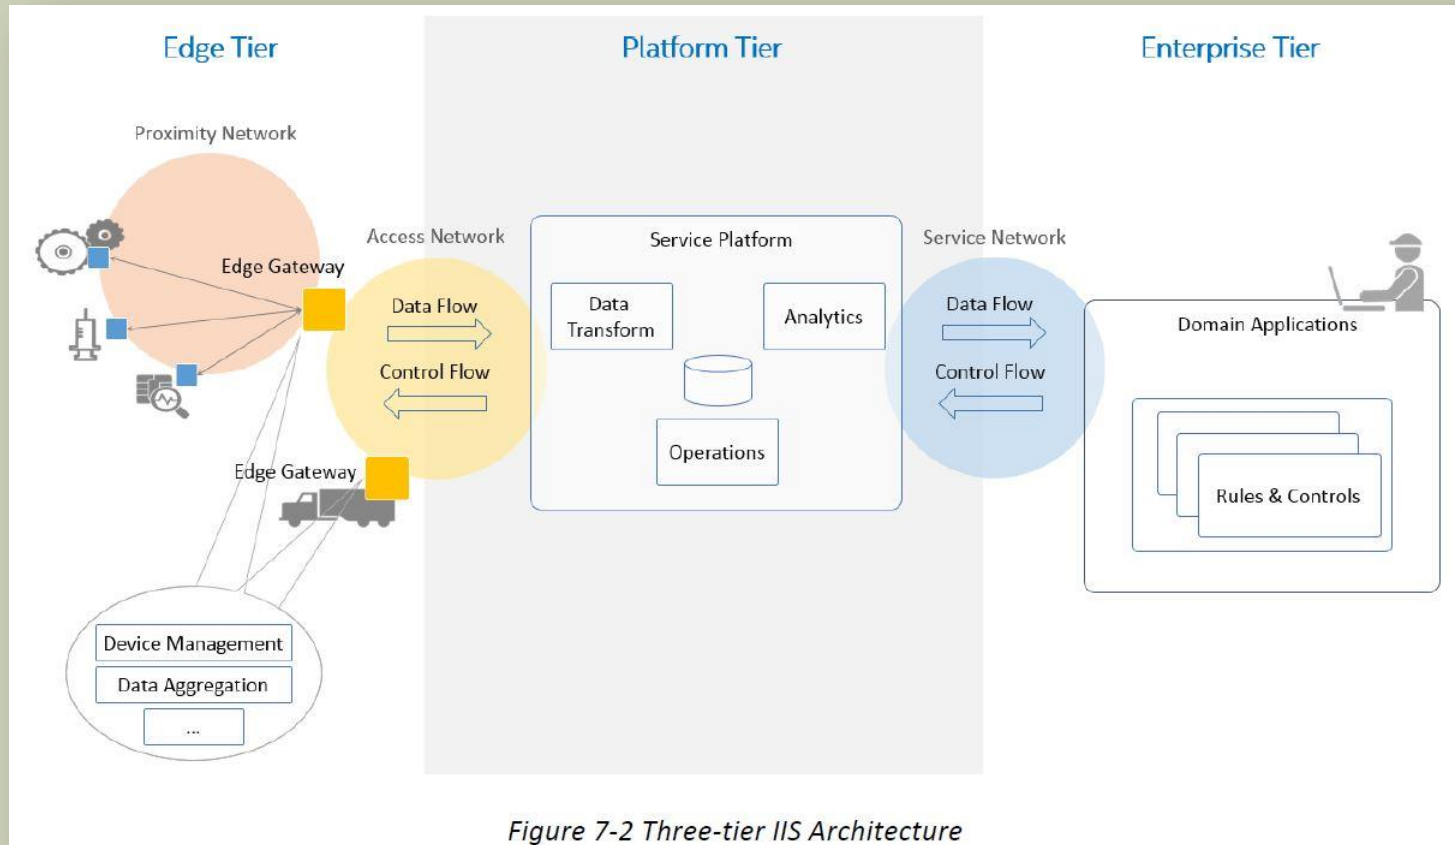 Edge Tier
Platform Tier
Enterprise Tier
Proximity Network
Access Network
Service Platform
Service Network
Edge Gateway
Data Flow
Data
Transform
Analytics
Data Flow
Domain Applications
Control Flow
Control Flow
Edge Gateway
Operations
Rules & Controls
Device Management
Data Aggregation
...
Figure 7-2 Three-tier IIS Architecture